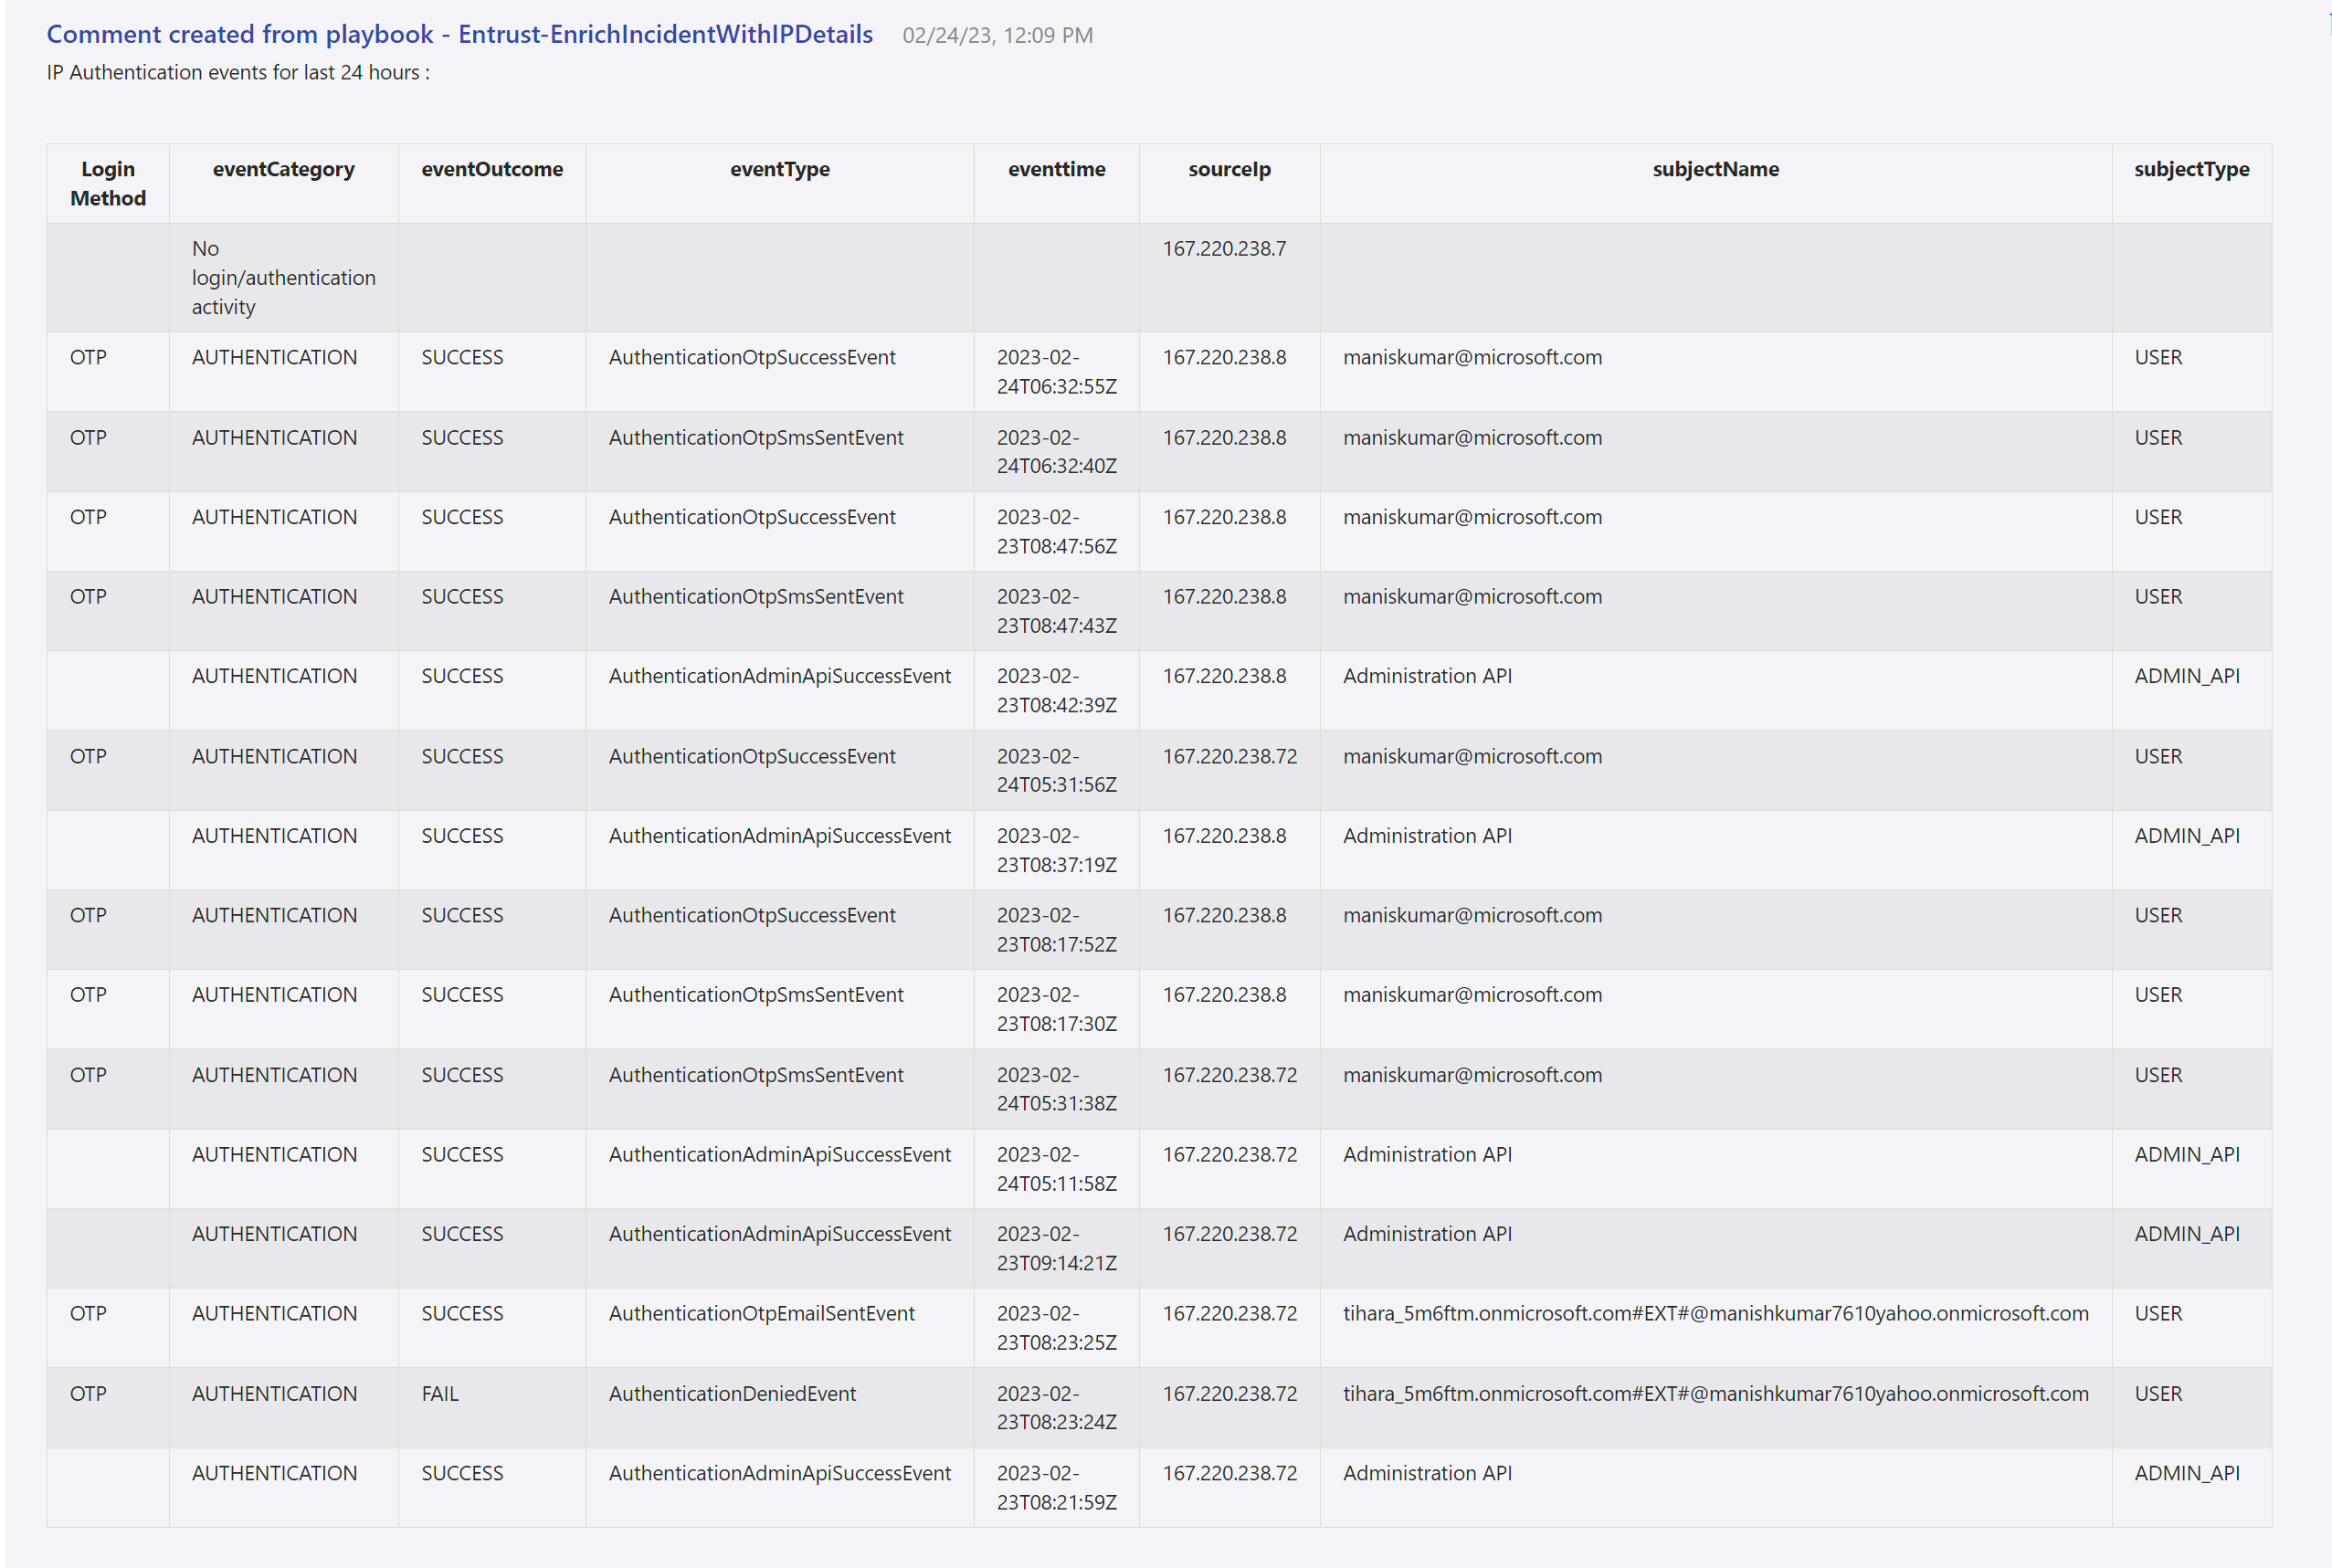 Comment created from playbook - Entrust-EnrichIncidentWithIPDetails 02/24/23, 12:09 PM
IP Authentication events for last 24 hours :
Login Method eventCategory eventOutcome eventType eventtime sourceIp subjectName subjectType
No login/authentication activity 167.220.238.7
OTP AUTHENTICATION SUCCESS AuthenticationOtpSuccessEvent 2023-02-24T06:32:55Z 167.220.238.8 maniskumar@microsoft.com USER
OTP AUTHENTICATION SUCCESS AuthenticationOtpSmsSentEvent 2023-02-24T06:32:40Z 167.220.238.8 maniskumar@microsoft.com USER
OTP AUTHENTICATION SUCCESS AuthenticationOtpSuccessEvent 2023-02-23T08:47:56Z 167.220.238.8 maniskumar@microsoft.com USER
OTP AUTHENTICATION SUCCESS AuthenticationOtpSmsSentEvent 2023-02-23T08:47:43Z 167.220.238.8 maniskumar@microsoft.com USER
AUTHENTICATION SUCCESS AuthenticationAdminApiSuccessEvent 2023-02-23T08:42:39Z 167.220.238.8 Administration API ADMIN_API
OTP AUTHENTICATION SUCCESS AuthenticationOtpSuccessEvent 2023-02-24T05:31:56Z 167.220.238.72 maniskumar@microsoft.com USER
AUTHENTICATION SUCCESS AuthenticationAdminApiSuccessEvent 2023-02-23T08:37:19Z 167.220.238.8 Administration API ADMIN_API
OTP AUTHENTICATION SUCCESS AuthenticationOtpSuccessEvent 2023-02-23T08:17:52Z 167.220.238.8 maniskumar@microsoft.com USER
OTP AUTHENTICATION SUCCESS AuthenticationOtpSmsSentEvent 2023-02-23T08:17:30Z 167.220.238.8 maniskumar@microsoft.com USER
OTP AUTHENTICATION SUCCESS AuthenticationOtpSmsSentEvent 2023-02-24T05:31:38Z 167.220.238.72 maniskumar@microsoft.com USER
AUTHENTICATION SUCCESS AuthenticationAdminApiSuccessEvent 2023-02-24T05:11:58Z 167.220.238.72 Administration API ADMIN_API
AUTHENTICATION SUCCESS AuthenticationAdminApiSuccessEvent 2023-02-23T09:14:21Z 167.220.238.72 Administration API ADMIN_API
OTP AUTHENTICATION SUCCESS AuthenticationOtpEmailSentEvent 2023-02-23T08:23:25Z 167.220.238.72 tihara_5m6ftm.onmicrosoft.com#EXT#@manishkumar7610yahoo.onmicrosoft.com USER
OTP AUTHENTICATION FAIL AuthenticationDeniedEvent 2023-02-23T08:23:24Z 167.220.238.72 tihara_5m6ftm.onmicrosoft.com#EXT#@manishkumar7610yahoo.onmicrosoft.com USER
AUTHENTICATION SUCCESS AuthenticationAdminApiSuccessEvent 2023-02-23T08:21:59Z 167.220.238.72 Administration API ADMIN_API